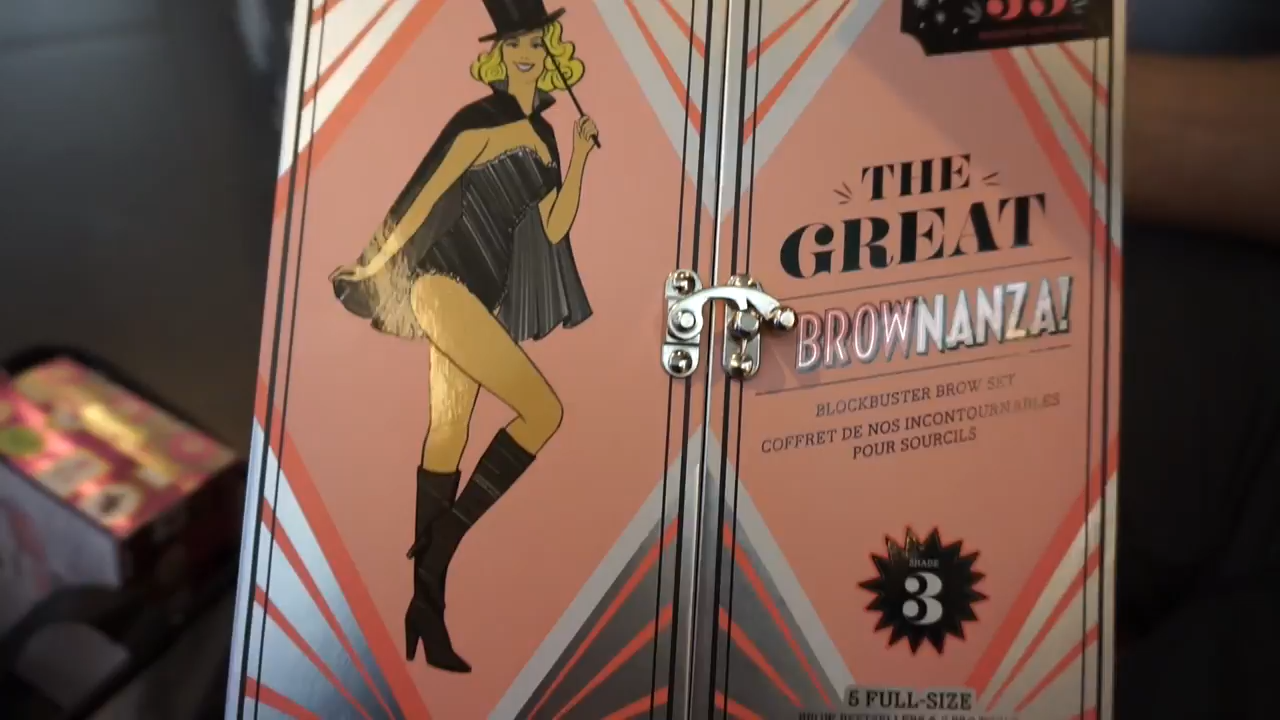 THE
GREAT
BROWNANZA!
BLOCKBUSTER BROW SET
COFFRET DE NOS INCONTOURNABLES
POUR SOURCILS
SHADE
3
5 FULL-SIZE